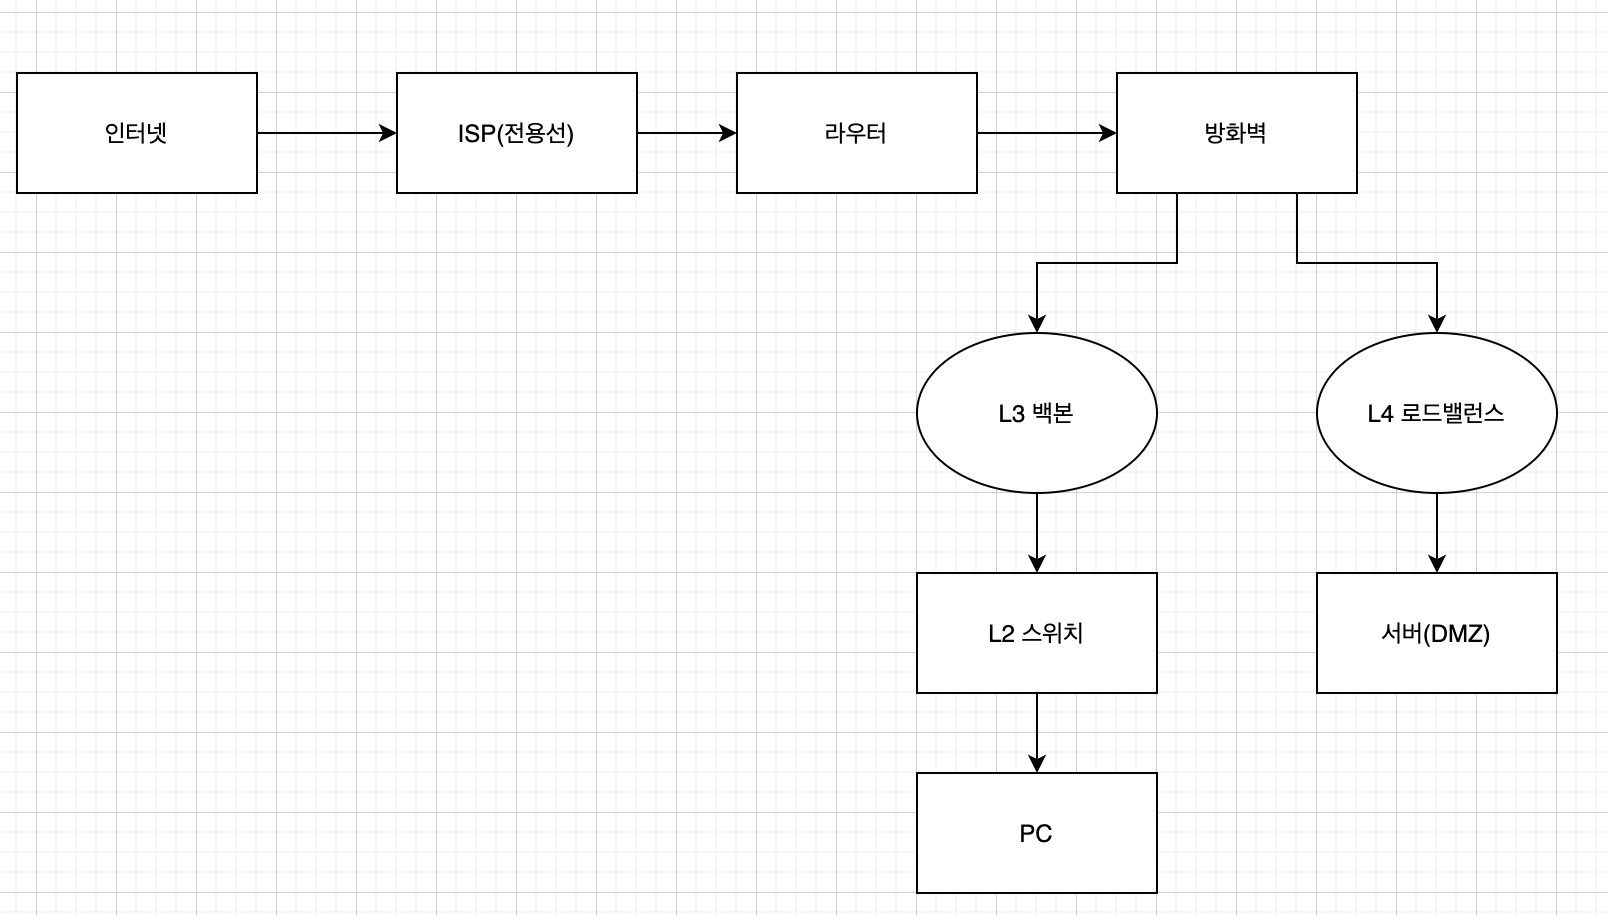 인터넷
ISP(전용선)
라우터
방화벽
L3 백본
L4 로드밸런스
L2 스위치
서버(DMZ)
PC